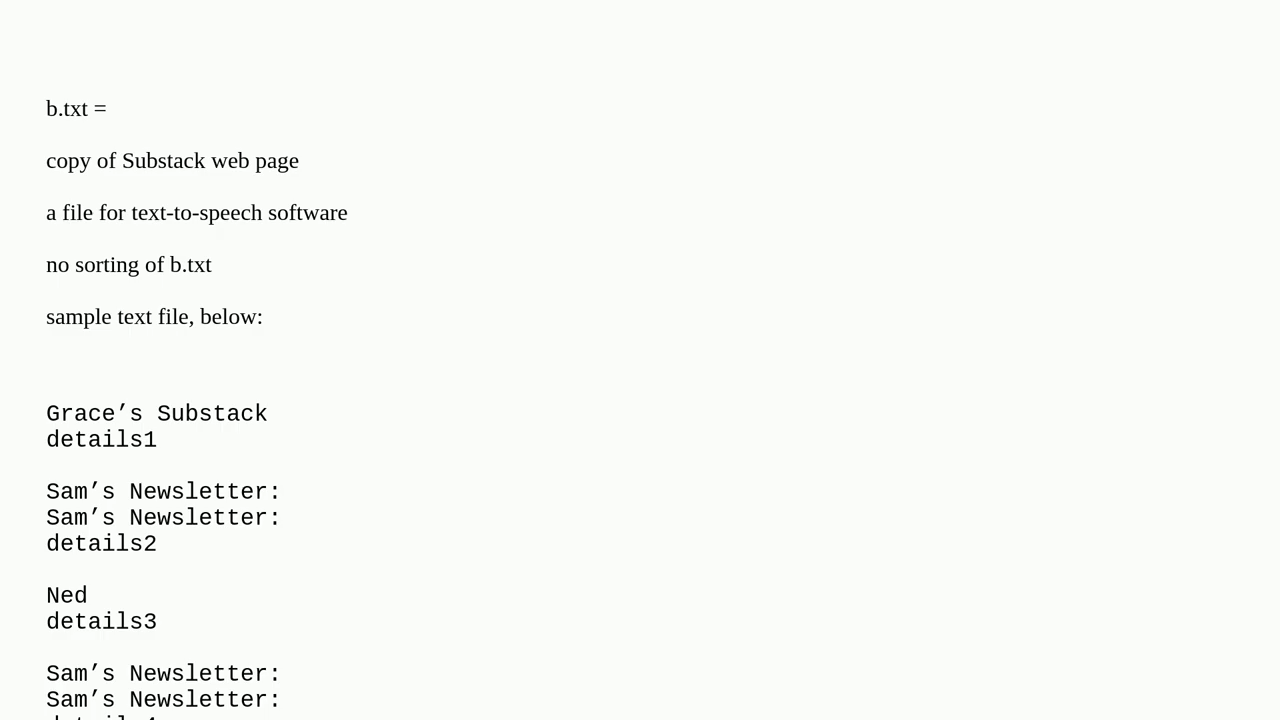 b.txt =
copy of Substack web page
a file for text-to-speech software
no sorting of b.txt
sample text file, below:
Grace’s Substack
details1
Sam’s Newsletter:
Sam’s Newsletter:
details2
Ned
details3
Sam’s Newsletter:
Sam’s Newsletter: